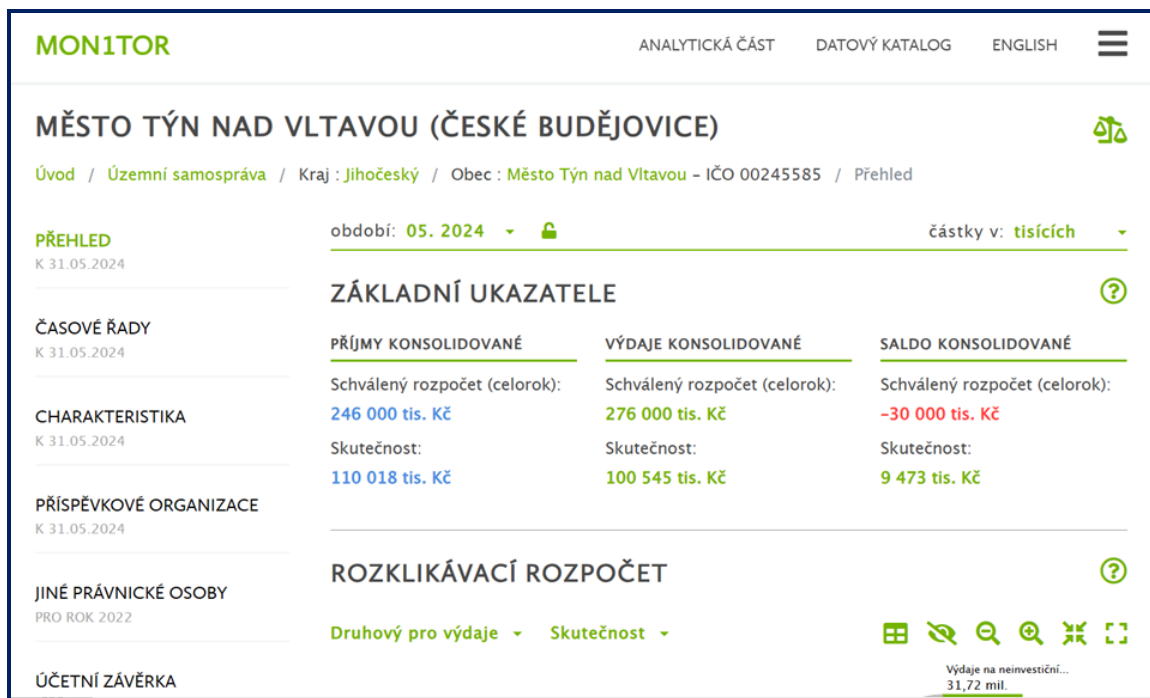 MON1TOR
ANALYTICKÁ ČÁST DATOVÝ KATALOG ENGLISH
MĚSTO TÝN NAD VLTAVOU (ČESKÉ BUDĚJOVICE)
Úvod / Územní samospráva / Kraj : Jihočeský / Obec : Město Týn nad Vltavou – IČO 00245585 / Přehled
PŘEHLED
K 31.05.2024
ČASOVÉ ŘADY
K 31.05.2024
CHARAKTERISTIKA
K 31.05.2024
PŘÍSPĚVKOVÉ ORGANIZACE
K 31.05.2024
JINÉ PRÁVNICKÉ OSOBY
PRO ROK 2022
ÚČETNÍ ZÁVĚRKA
období: 05. 2024
částky v: tisících
ZÁKLADNÍ UKAZATELE
PŘÍJMY KONSOLIDOVANÉ
Schválený rozpočet (celorok):
246 000 tis. Kč
Skutečnost:
110 018 tis. Kč
VÝDAJE KONSOLIDOVANÉ
Schválený rozpočet (celorok):
276 000 tis. Kč
Skutečnost:
100 545 tis. Kč
SALDO KONSOLIDOVANÉ
Schválený rozpočet (celorok):
–30 000 tis. Kč
Skutečnost:
9 473 tis. Kč
ROZKLIKÁVACÍ ROZPOČET
Druhový pro výdaje Skutečnost
Výdaje na neinvestiční...
31,72 mil.